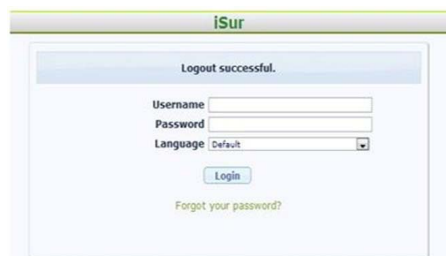 iSur
Logout successful.
Username
Password
Language Default
Login
Forgot your password?